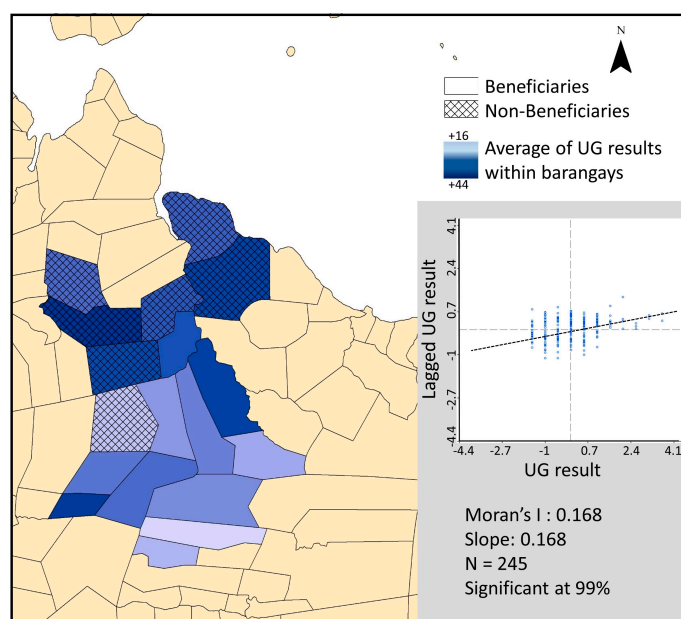 N
Beneficiaries
Non-Beneficiaries
+16
Average of UG results
within barangays
+44
4.1
2.4
0.7
-1
-2.7
-4.4
Lagged UG result
-4.4 -2.7 -1 0.7 2.4 4.1
UG result
Moran's I : 0.168
Slope: 0.168
N = 245
Significant at 99%